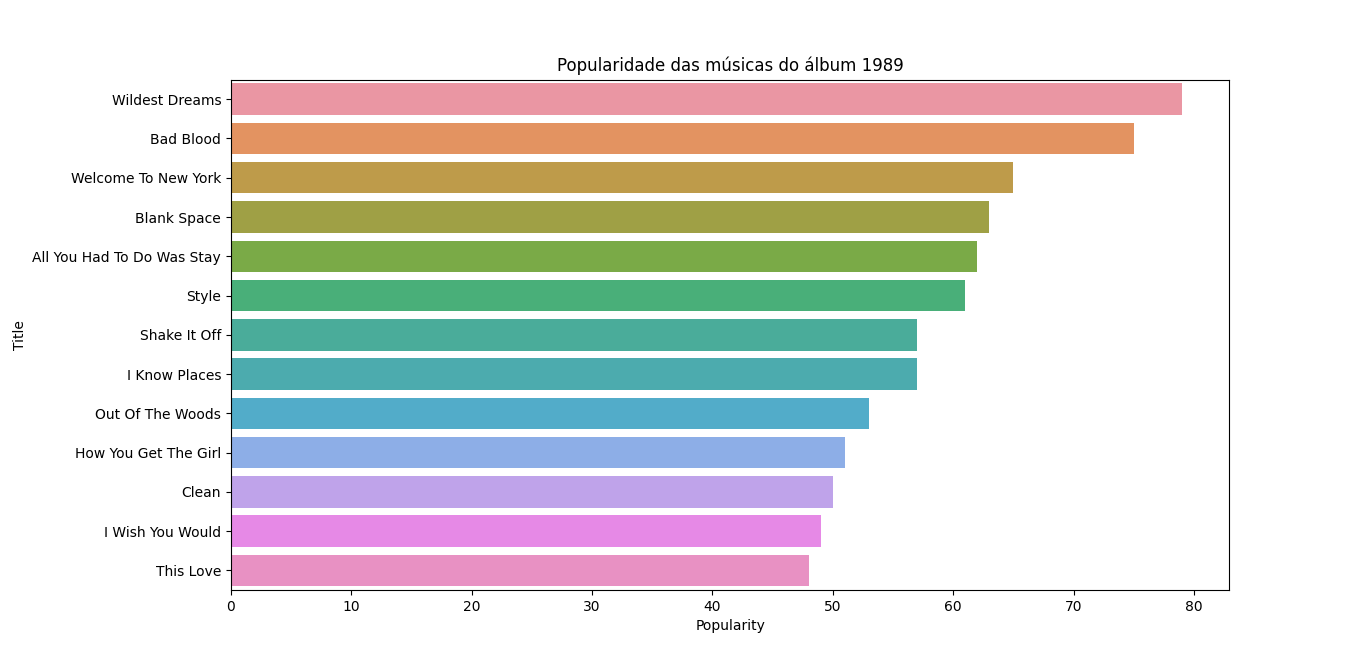 Popularidade das músicas do álbum 1989
Title
Wildest Dreams
Bad Blood
Welcome To New York
Blank Space
All You Had To Do Was Stay
Style
Shake It Off
I Know Places
Out Of The Woods
How You Get The Girl
Clean
I Wish You Would
This Love
0 10 20 30 40 50 60 70 80
Popularity